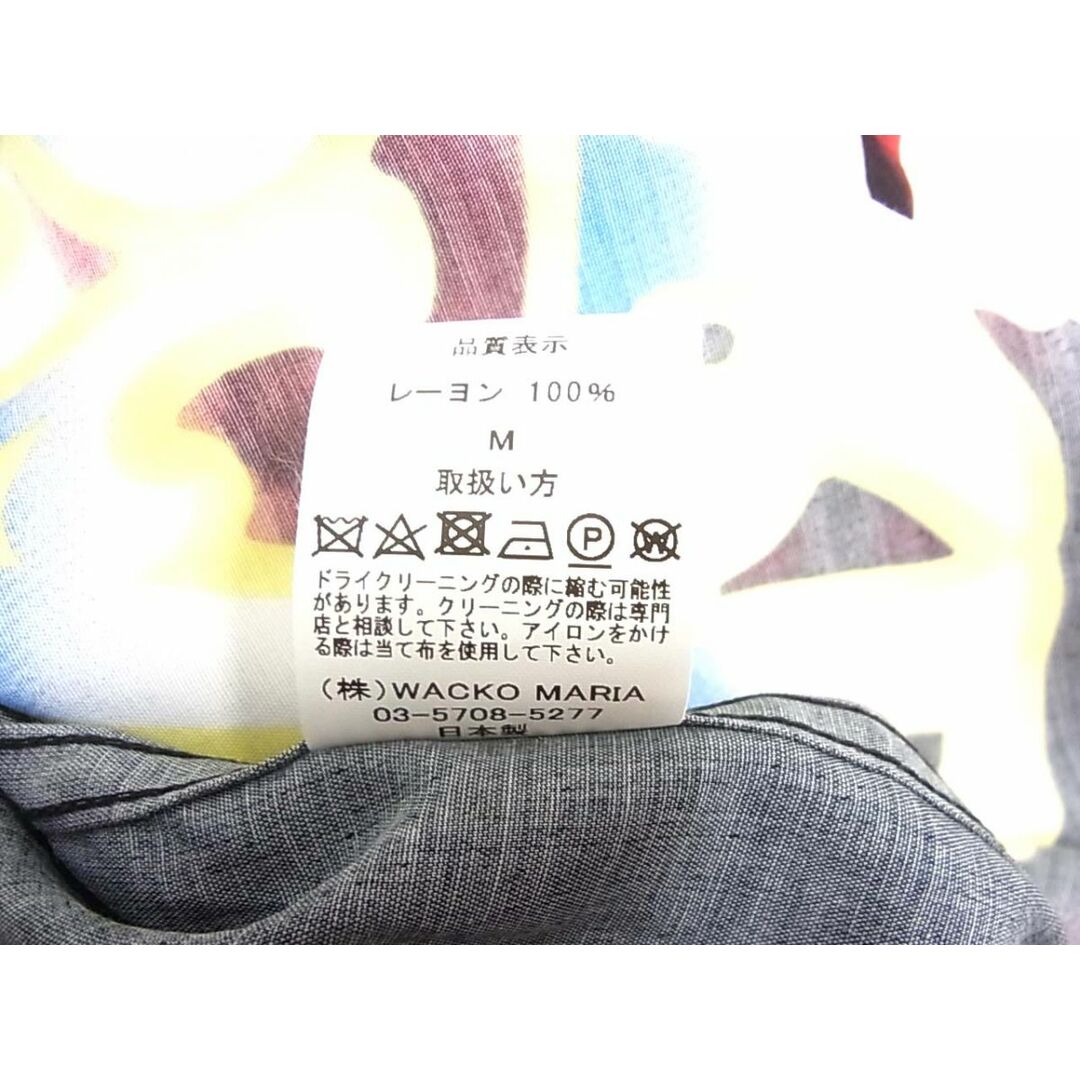 品質表示
レーヨン 100%
M
取扱い方
P W
ドライクリーニングの際に縮む可能性
があります。クリーニングの際は専門
店と相談して下さい。アイロンをかけ
る際は当て布を使用して下さい。
(株)WACKO MARIA
03-5708-5277
日本製